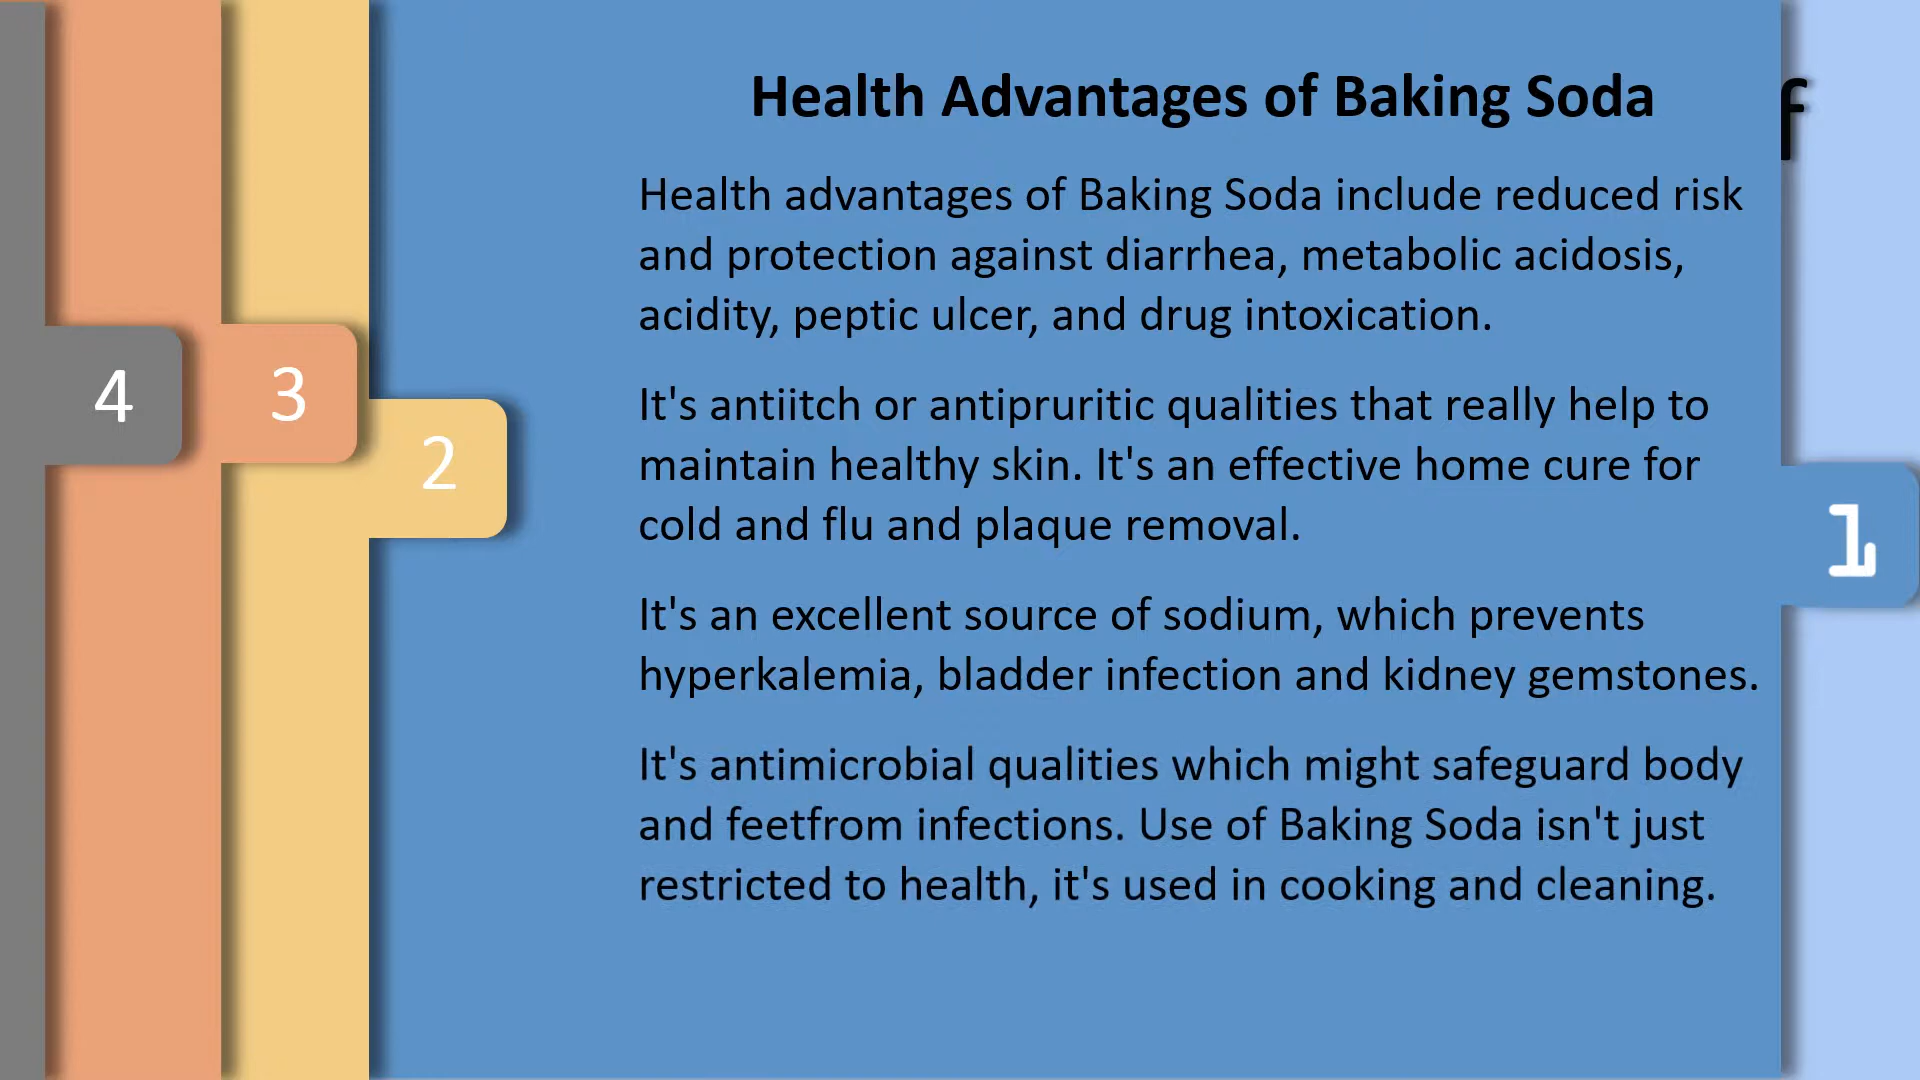 Health Advantages of Baking Soda
f
Health advantages of Baking Soda include reduced risk
and protection against diarrhea, metabolic acidosis,
acidity, peptic ulcer, and drug intoxication.
It's antiitch or antipruritic qualities that really help to
maintain healthy skin. It's an effective home cure for
cold and flu and plaque removal.
It's an excellent source of sodium, which prevents
hyperkalemia, bladder infection and kidney gemstones.
It's antimicrobial qualities which might safeguard body
and feetfrom infections. Use of Baking Soda isn't just
restricted to health, it's used in cooking and cleaning.
4
3
2
1